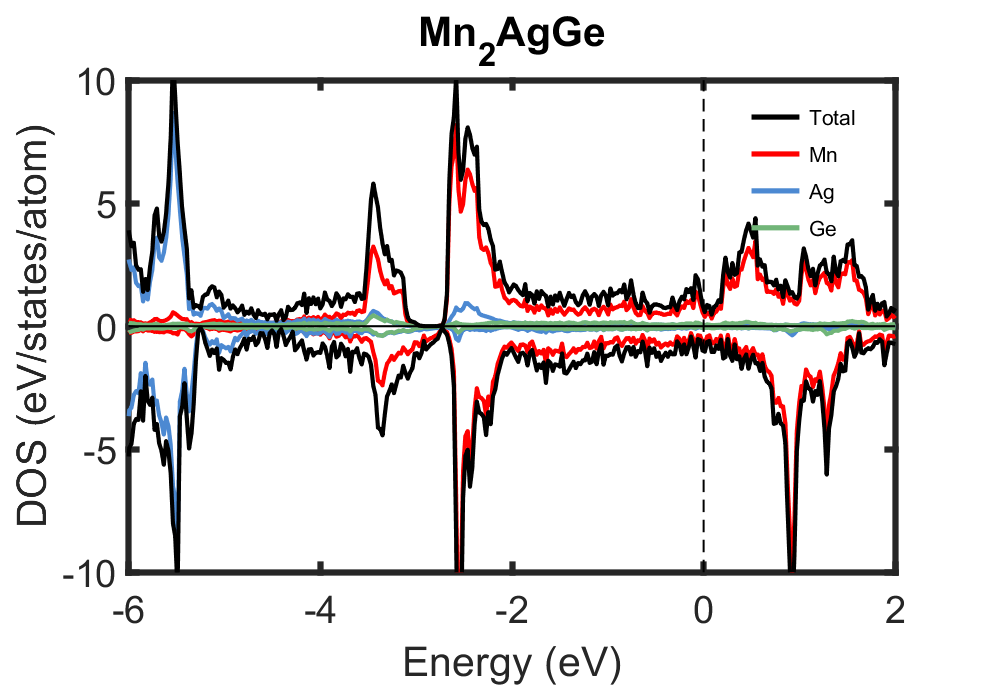 Mn2AgGe
10
5
0
-5
-10
DOS (eV/states/atom)
Total
Mn
Ag
Ge
-6
-4
-2
0
2
Energy (eV)